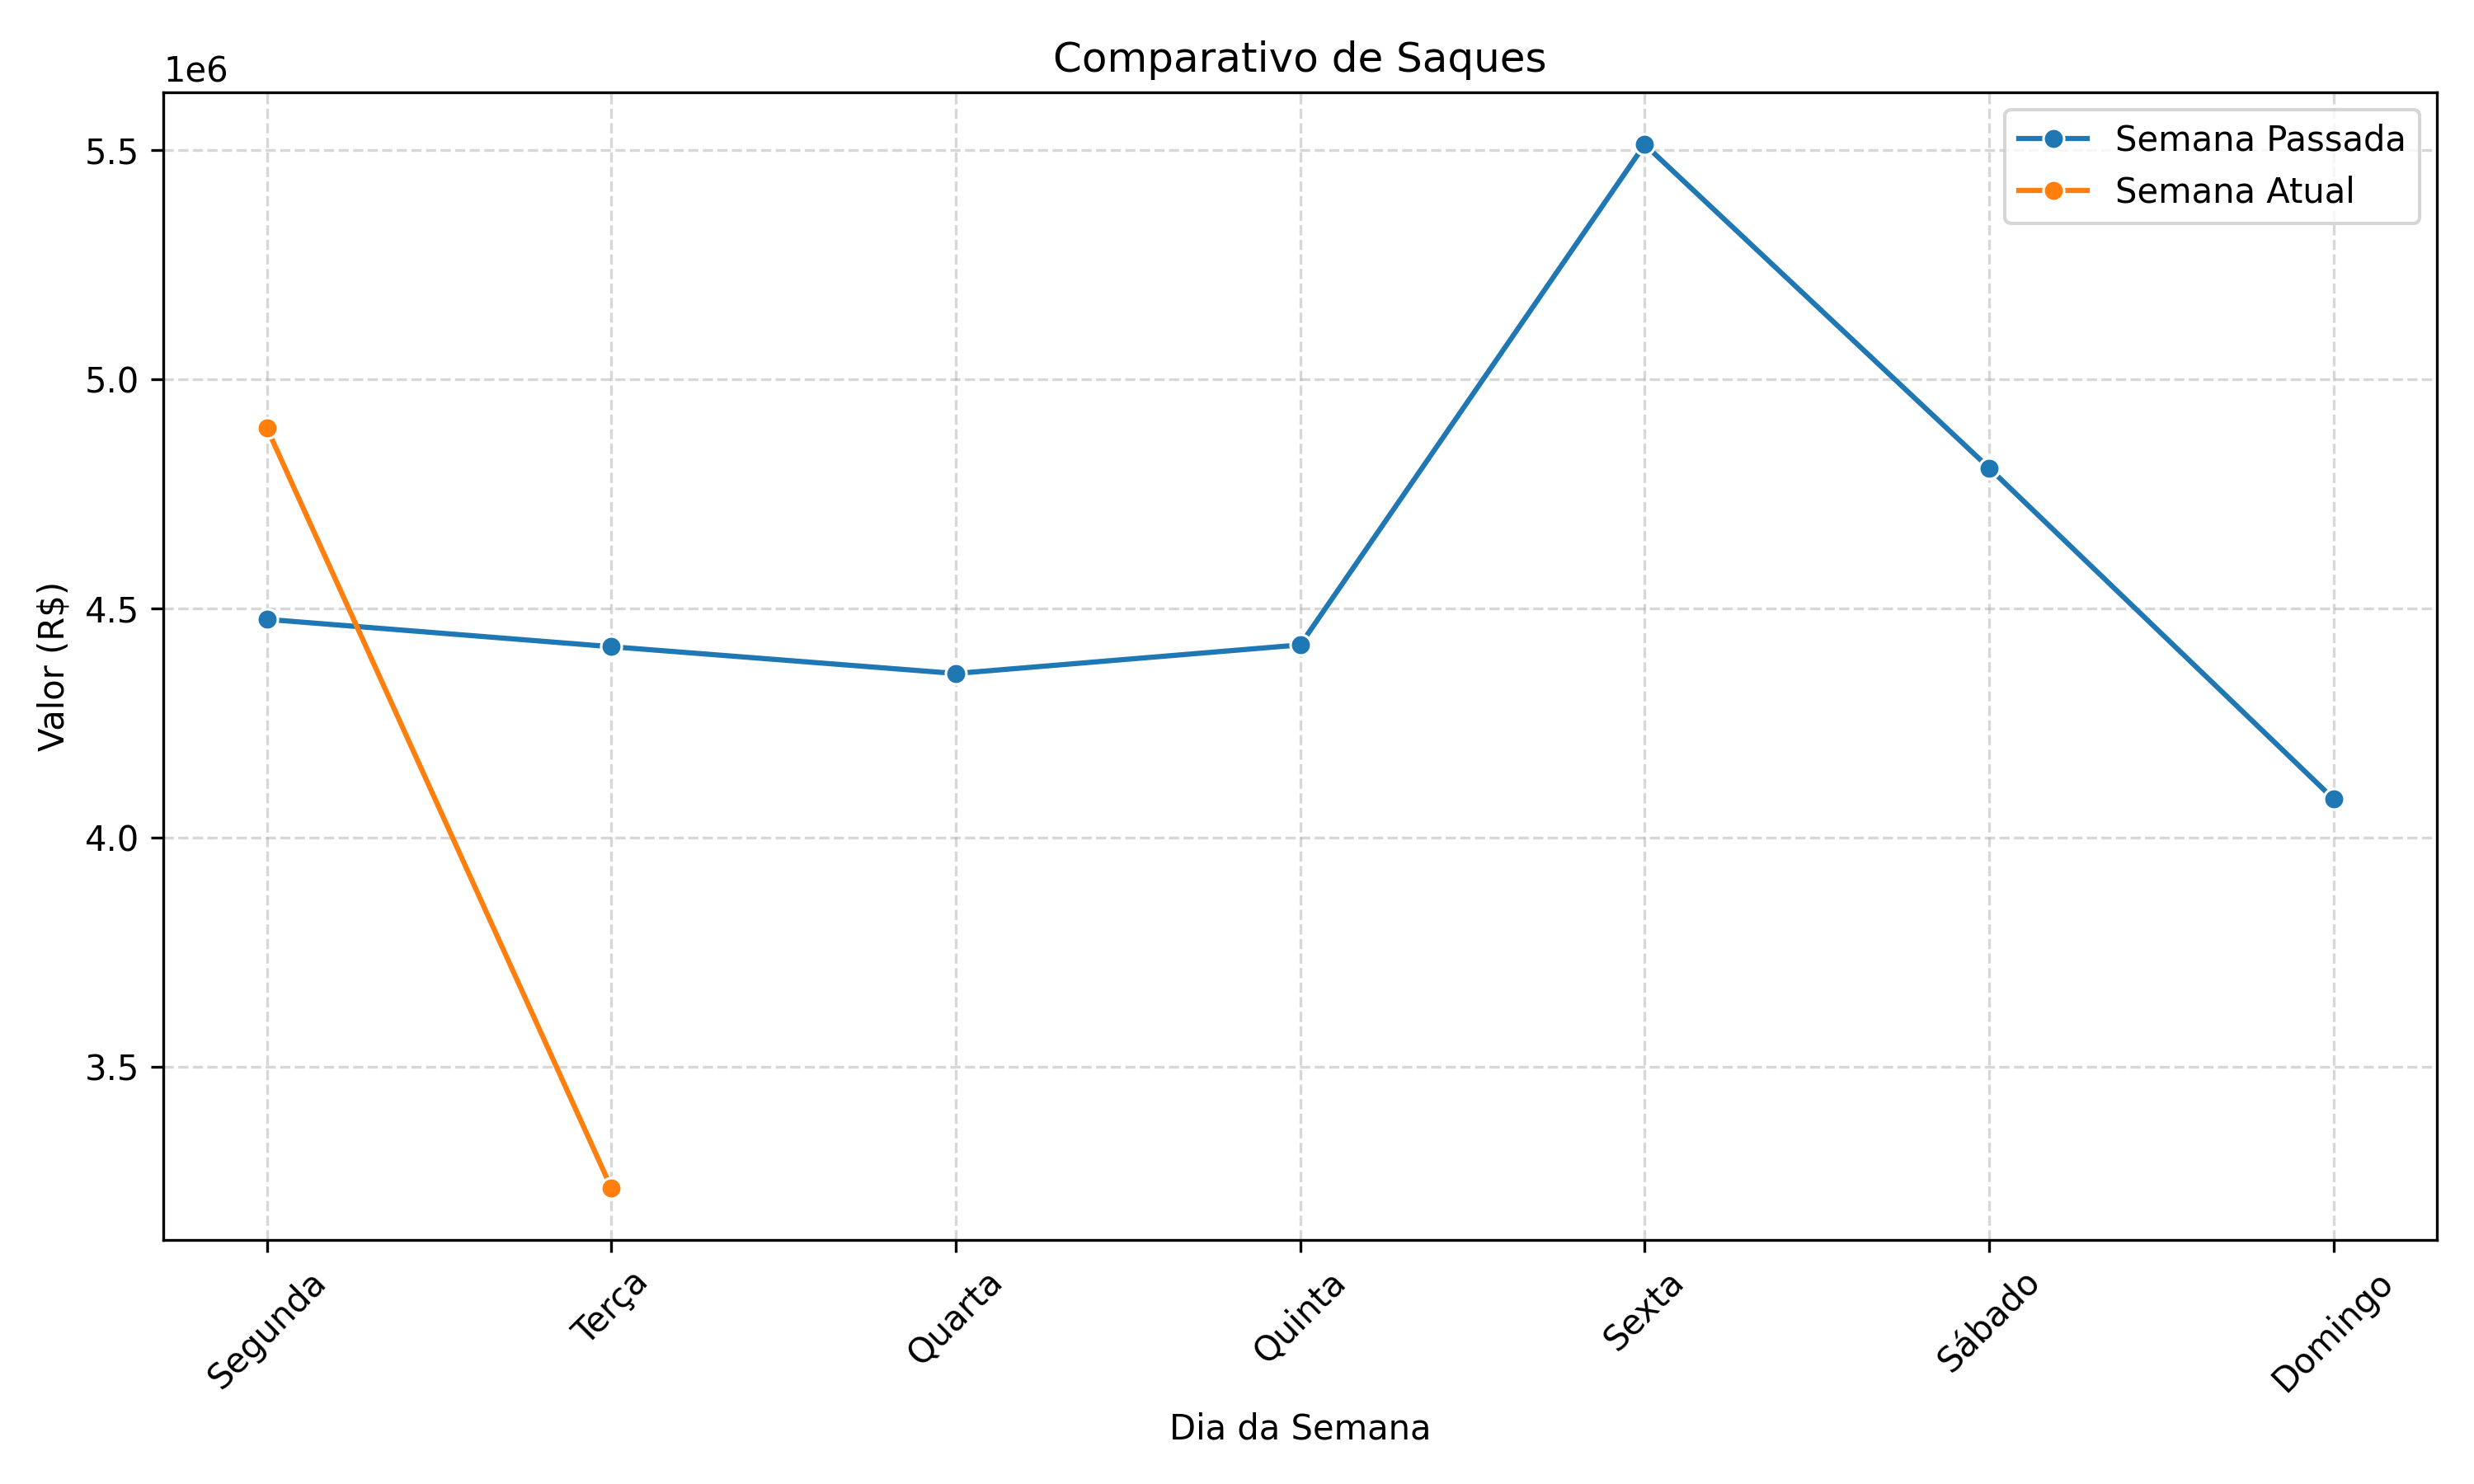 Comparativo de Saques
1e6
5.5
5.0
4.5
4.0
3.5
Valor (R$)
Semana Passada
Semana Atual
Segunda
Terça
Quarta
Quinta
Sexta
Sábado
Domingo
Dia da Semana